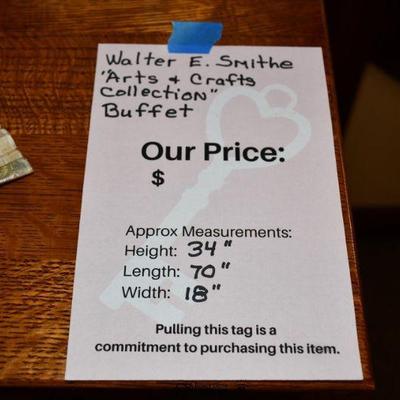 Walter E. Smithe
"Arts & Crafts
Collection"
Buffet
Our Price:
$
Approx Measurements:
Height: 34"
Length: 70"
Width: 18"
Pulling this tag is a
commitment to purchasing this item.